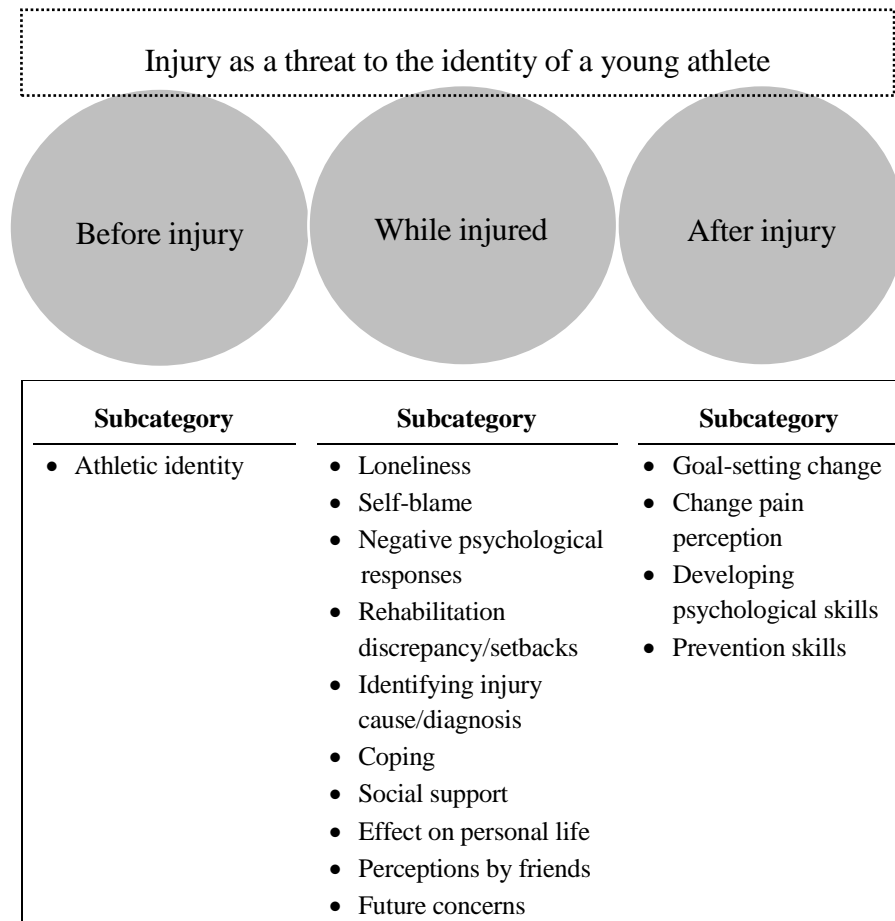 Injury as a threat to the identity of a young athlete
Before injury
While injured
After injury
Subcategory
• Athletic identity
Subcategory
• Loneliness
• Self-blame
• Negative psychological
responses
• Rehabilitation
discrepancy/setbacks
• Identifying injury
cause/diagnosis
• Coping
• Social support
• Effect on personal life
• Perceptions by friends
• Future concerns
Subcategory
• Goal-setting change
• Change pain
perception
• Developing
psychological skills
• Prevention skills